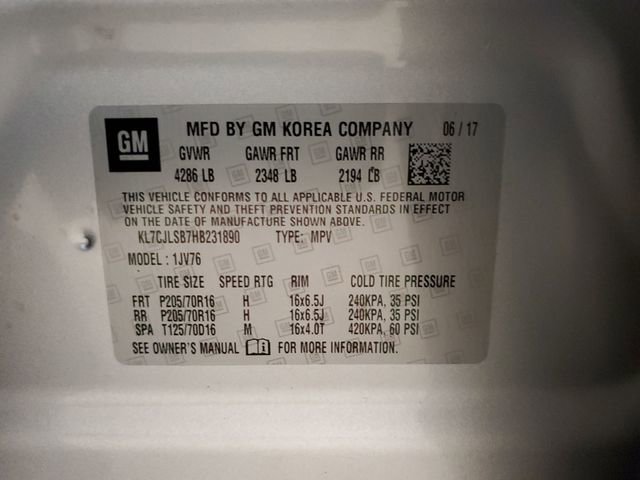 GM MFD BY GM KOREA COMPANY 06 / 17
GVWR GAWR FRT GAWR RR
4286 LB 2348 LB 2194 LB
THIS VEHICLE CONFORMS TO ALL APPLICABLE U.S. FEDERAL MOTOR
VEHICLE SAFETY AND THEFT PREVENTION STANDARDS IN EFFECT
ON THE DATE OF MANUFACTURE SHOWN ABOVE.
KL7CJLSB7HB231890 TYPE: MPV
MODEL: 1JV76
TIRE SIZE SPEED RTG RIM COLD TIRE PRESSURE
FRT P205/70R16 H 16x6.5J 240KPA, 35 PSI
RR P205/70R16 H 16x6.5J 240KPA, 35 PSI
SPA T125/70D16 M 16x4.0T 420KPA, 60 PSI
SEE OWNER'S MANUAL FOR MORE INFORMATION.